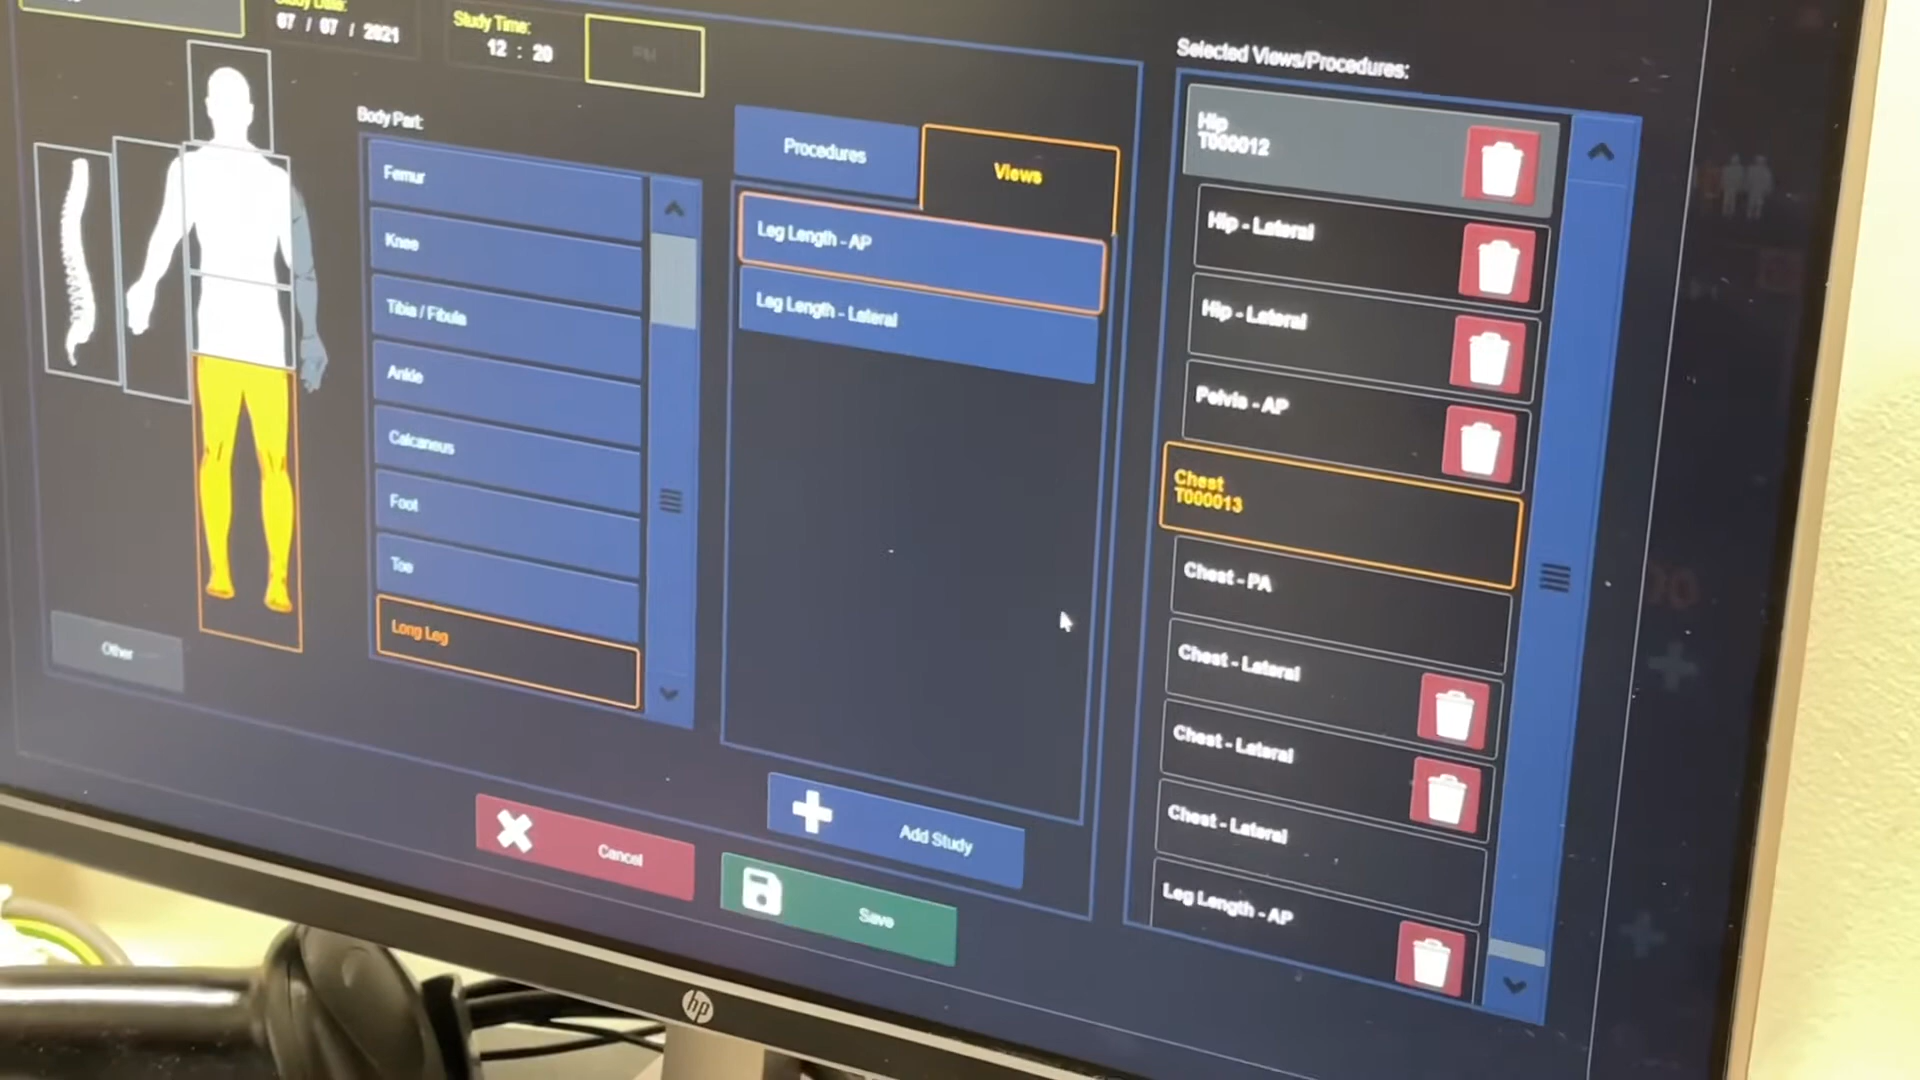 Study Date:
07 / 07 / 2021
Study Time:
12 : 20
PM
Body Part:
Femur
Knee
Tibia / Fibula
Ankle
Calcaneus
Foot
Toe
Long Leg
Other
Procedures
Views
Leg Length - AP
Leg Length - Lateral
Add Study
Cancel
Save
Selected Views/Procedures:
Hip
T000012
Hip - Lateral
Hip - Lateral
Pelvis - AP
Chest
T000013
Chest - PA
Chest - Lateral
Chest - Lateral
Chest - Lateral
Leg Length - AP
hp